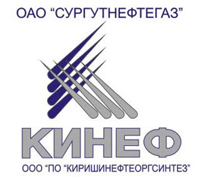 ОАО "СУРГУТНЕФТЕГАЗ"
КИНЕФ
ООО "ПО "КИРИШИНЕФТЕОРГСИНТЕЗ"